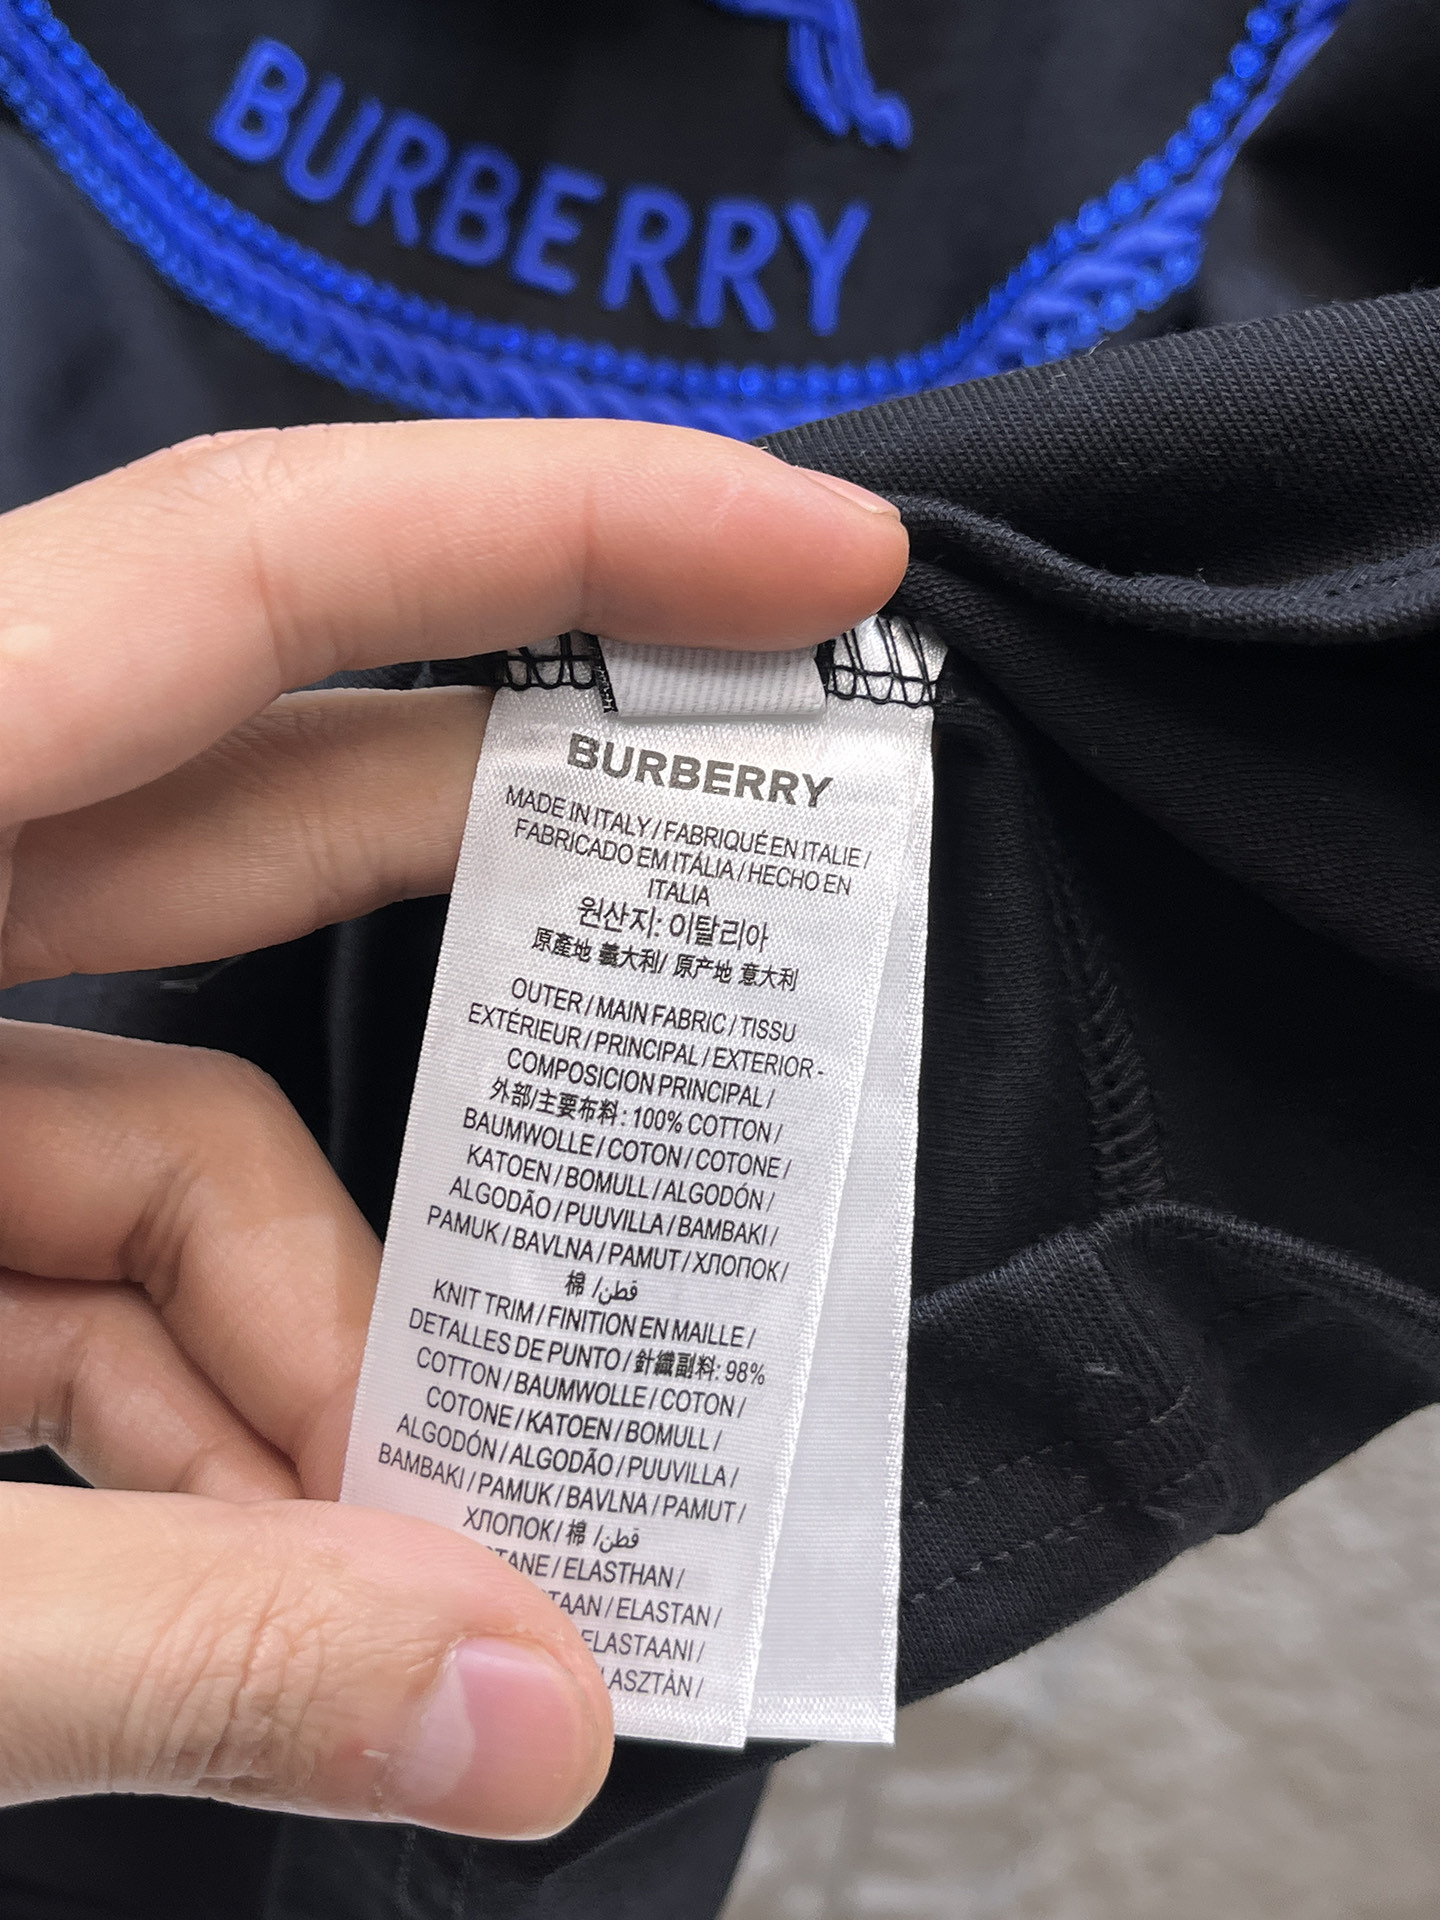 BURBERRY
BURBERRY
MADE IN ITALY / FABRIQUÉ EN ITALIE /
FABRICADO EM ITÁLIA / HECHO EN
ITALIA
원산지: 이탈리아
原產地 義大利/ 原产地 意大利
OUTER / MAIN FABRIC / TISSU
EXTÉRIEUR / PRINCIPAL / EXTERIOR -
COMPOSICION PRINCIPAL /
外部/主要布料: 100% COTTON /
BAUMWOLLE / COTON / COTONE /
KATOEN / BOMULL / ALGODÓN /
ALGODÃO / PUUVILLA / BAMBAKI /
PAMUK / BAVLNA / PAMUT / ХЛОПОК /
棉 /قطن
KNIT TRIM / FINITION EN MAILLE /
DETALLES DE PUNTO / 針織副料: 98%
COTTON / BAUMWOLLE / COTON /
COTONE / KATOEN / BOMULL /
ALGODÓN / ALGODÃO / PUUVILLA /
BAMBAKI / PAMUK / BAVLNA / PAMUT /
ХЛОПОК / 棉 /قطن
/ ELASTHAN /
/ ELASTAN /
ELASTAANI /